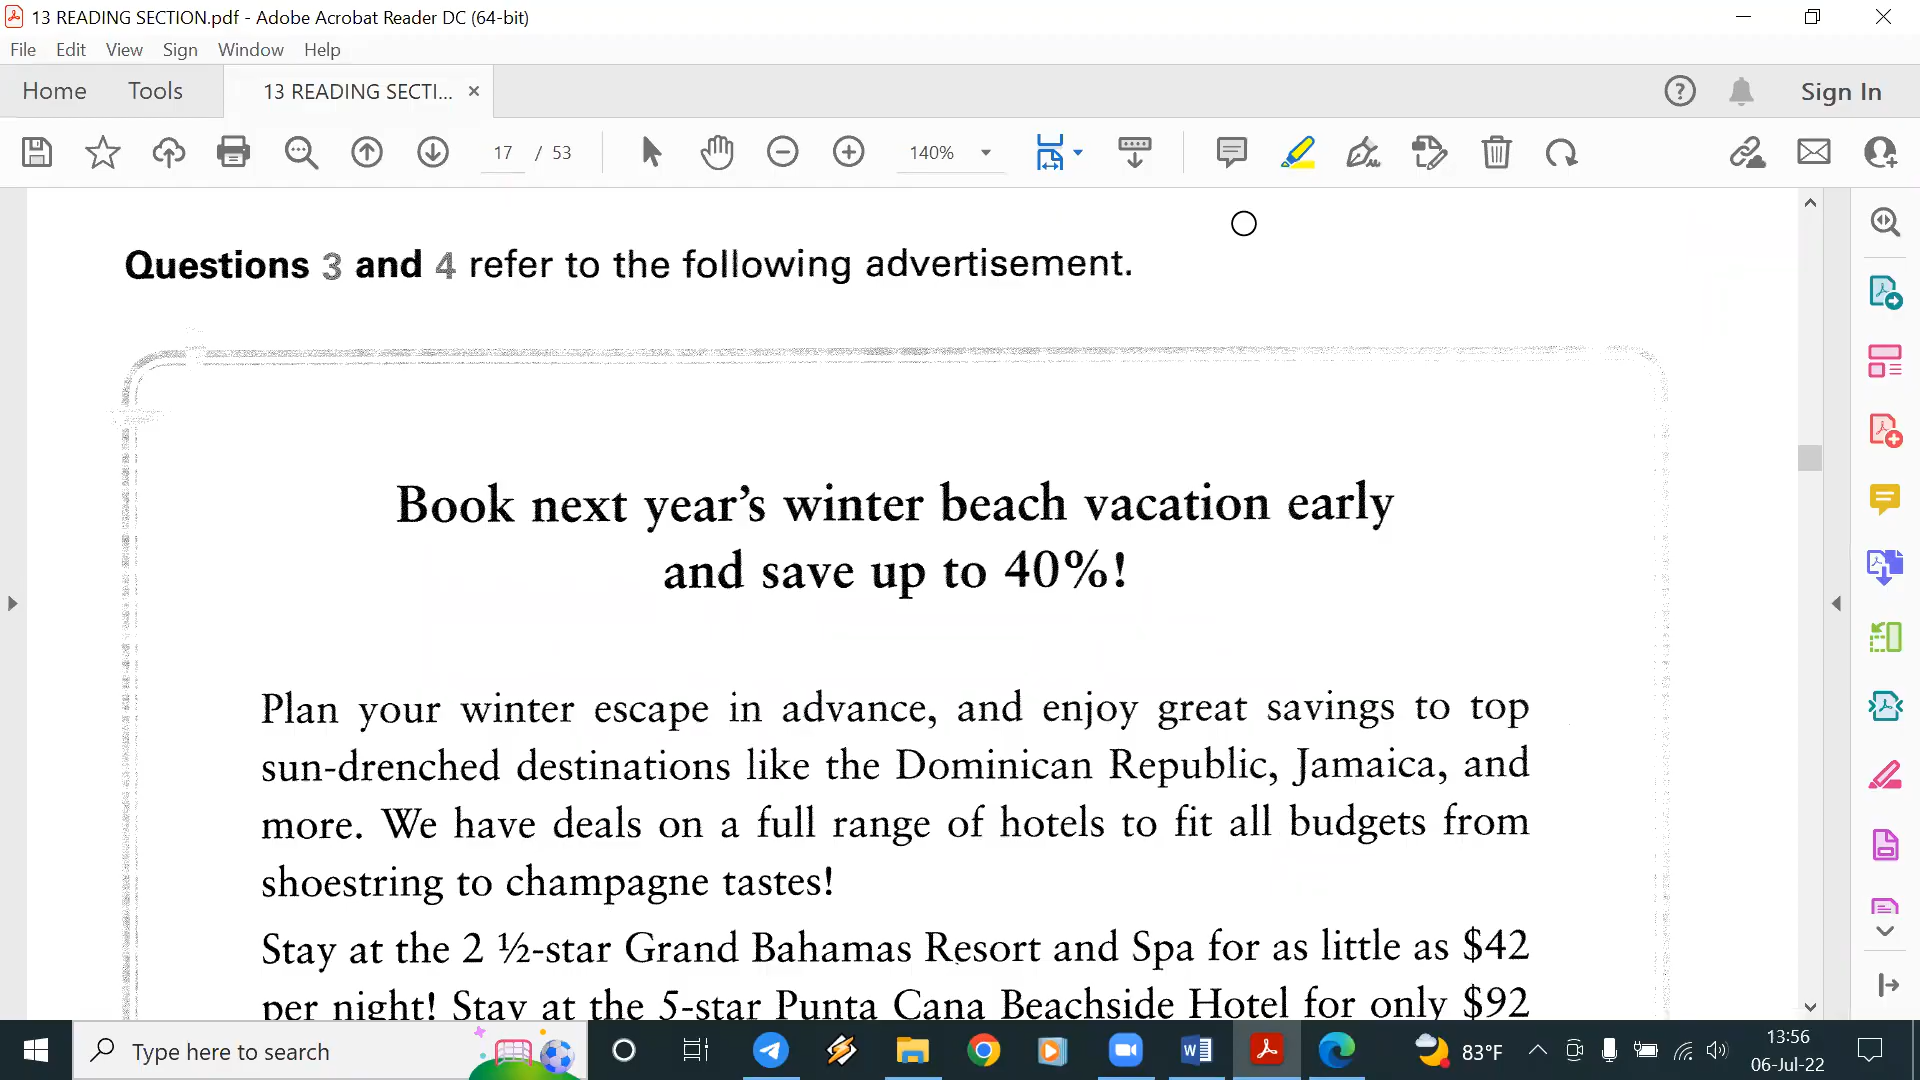 13 READING SECTION.pdf - Adobe Acrobat Reader DC (64-bit)
File Edit View Sign Window Help
Home Tools 13 READING SECTI... × Sign In
17 / 53 140%
Questions 3 and 4 refer to the following advertisement.
Book next year's winter beach vacation early
and save up to 40%!
Plan your winter escape in advance, and enjoy great savings to top
sun-drenched destinations like the Dominican Republic, Jamaica, and
more. We have deals on a full range of hotels to fit all budgets from
shoestring to champagne tastes!
Stay at the 2 ½-star Grand Bahamas Resort and Spa for as little as $42
per night! Stay at the 5-star Punta Cana Beachside Hotel for only $92
Type here to search 83°F 13:56
06-Jul-22